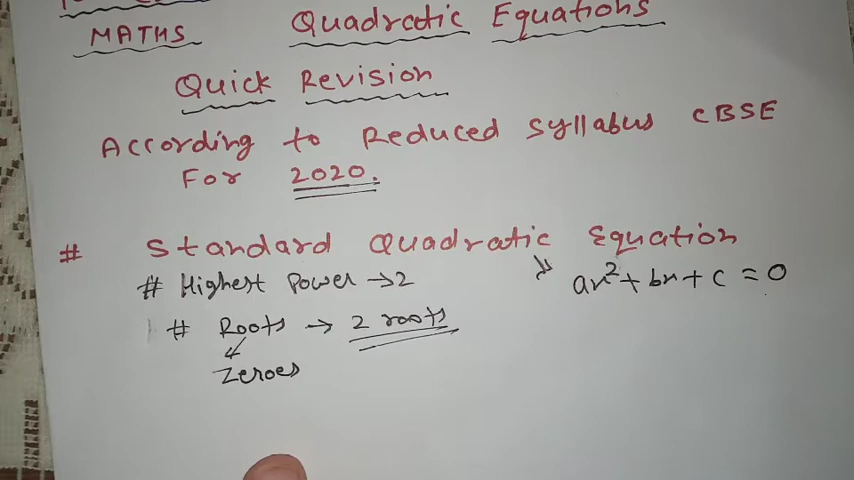 MATHS Quadratic Equations
Quick Revision
According to Reduced Syllabus CBSE
For 2020.
# Standard Quadratic Equation
# Highest Power → 2
ax²+bx+c=0
# Roots → 2 roots
Zeroes